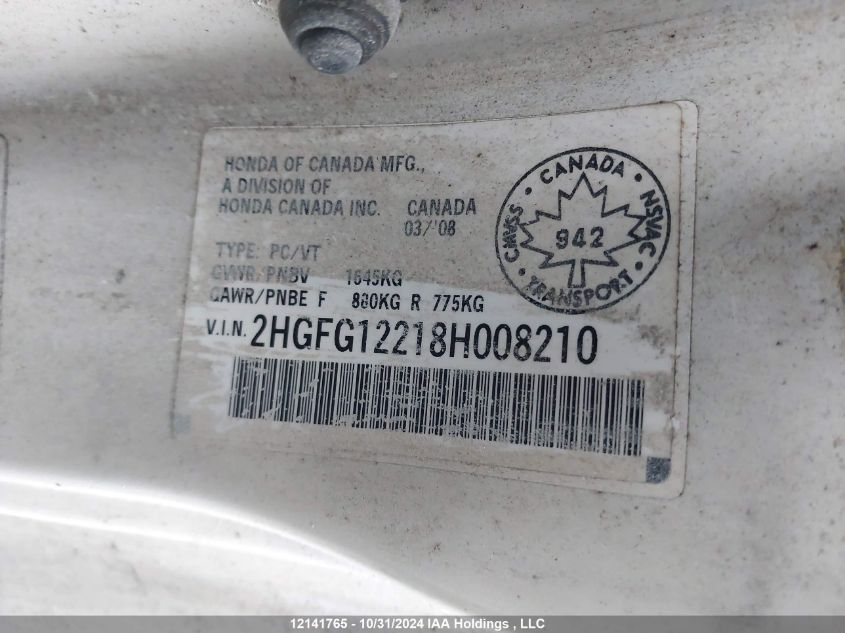 HONDA OF CANADA MFG.,
A DIVISION OF
HONDA CANADA INC. CANADA
03/'08
TYPE: PC/VT
GVWR/PNBV 1645KG
GAWR/PNBE F 880KG R 775KG
V.I.N. 2HGFG12218H008210
CANADA
942
CMVSS
NSVAC
TRANSPORT
12141765 - 10/31/2024 IAA Holdings , LLC